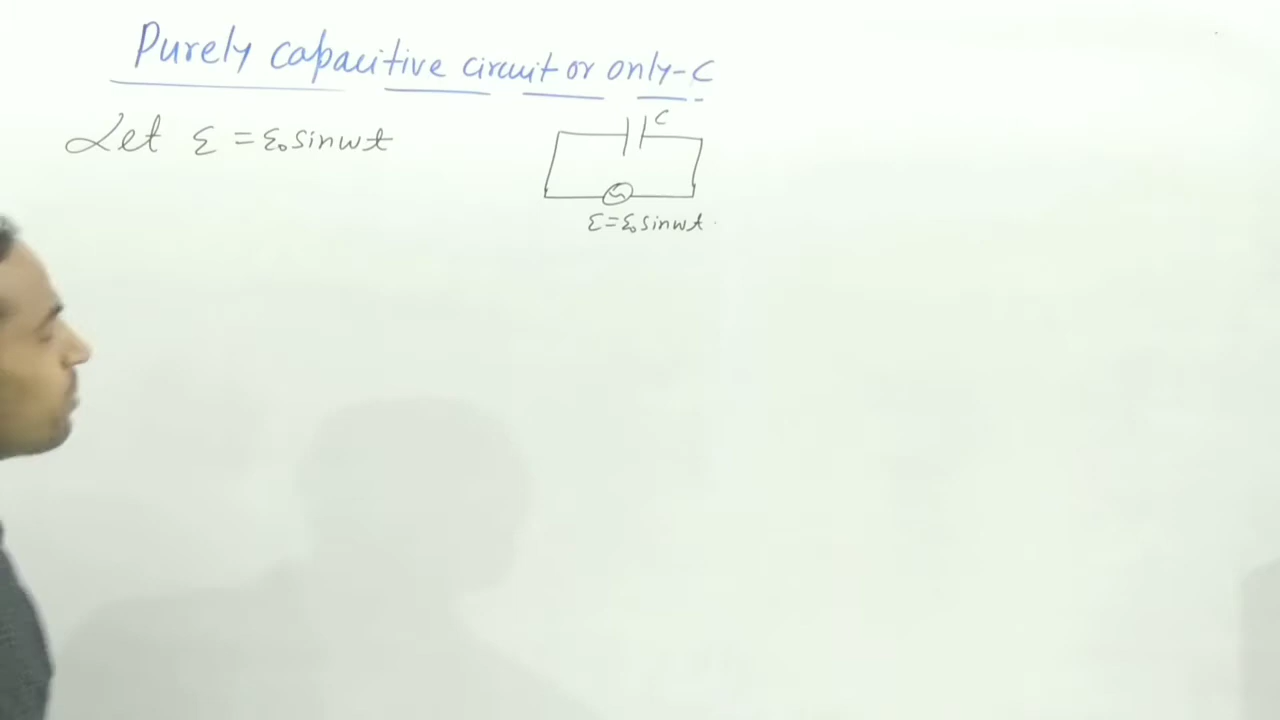 Purely capacitive circuit or only-C
Let ε = ε₀ sinωt
C
ε=ε₀ sinωt